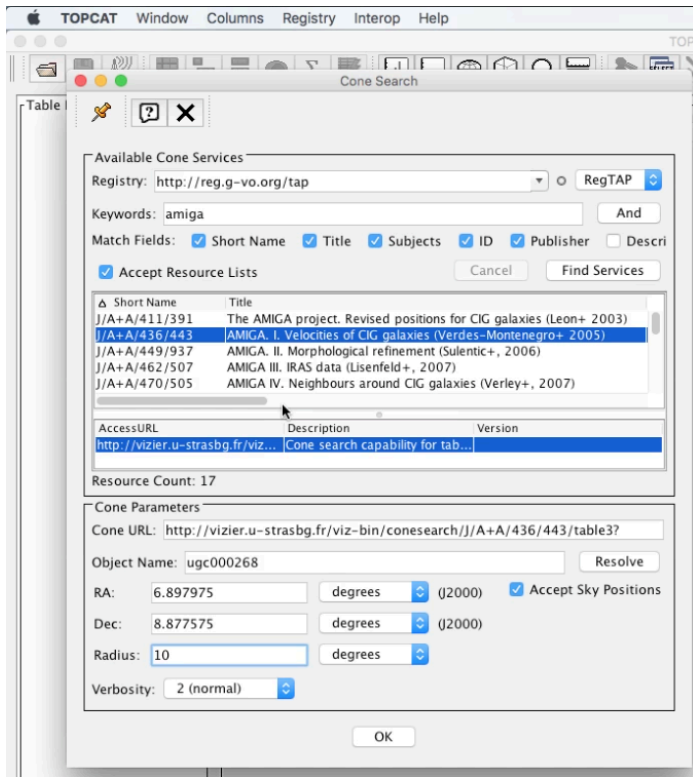 TOPCAT Window Columns Registry Interop Help
TOP
Cone Search
Table
Available Cone Services
Registry: http://reg.g-vo.org/tap RegTAP
Keywords: amiga And
Match Fields: Short Name Title Subjects ID Publisher Descri
Accept Resource Lists Cancel Find Services
Short Name Title
J/A+A/411/391 The AMIGA project. Revised positions for CIG galaxies (Leon+ 2003)
J/A+A/436/443 AMIGA. I. Velocities of CIG galaxies (Verdes-Montenegro+ 2005)
J/A+A/449/937 AMIGA. II. Morphological refinement (Sulentic+, 2006)
J/A+A/462/507 AMIGA III. IRAS data (Lisenfeld+, 2007)
J/A+A/470/505 AMIGA IV. Neighbours around CIG galaxies (Verley+, 2007)
AccessURL Description Version
http://vizier.u-strasbg.fr/viz... Cone search capability for tab...
Resource Count: 17
Cone Parameters
Cone URL: http://vizier.u-strasbg.fr/viz-bin/conesearch/J/A+A/436/443/table3?
Object Name: ugc000268 Resolve
RA: 6.897975 degrees (J2000) Accept Sky Positions
Dec: 8.877575 degrees (J2000)
Radius: 10 degrees
Verbosity: 2 (normal)
OK